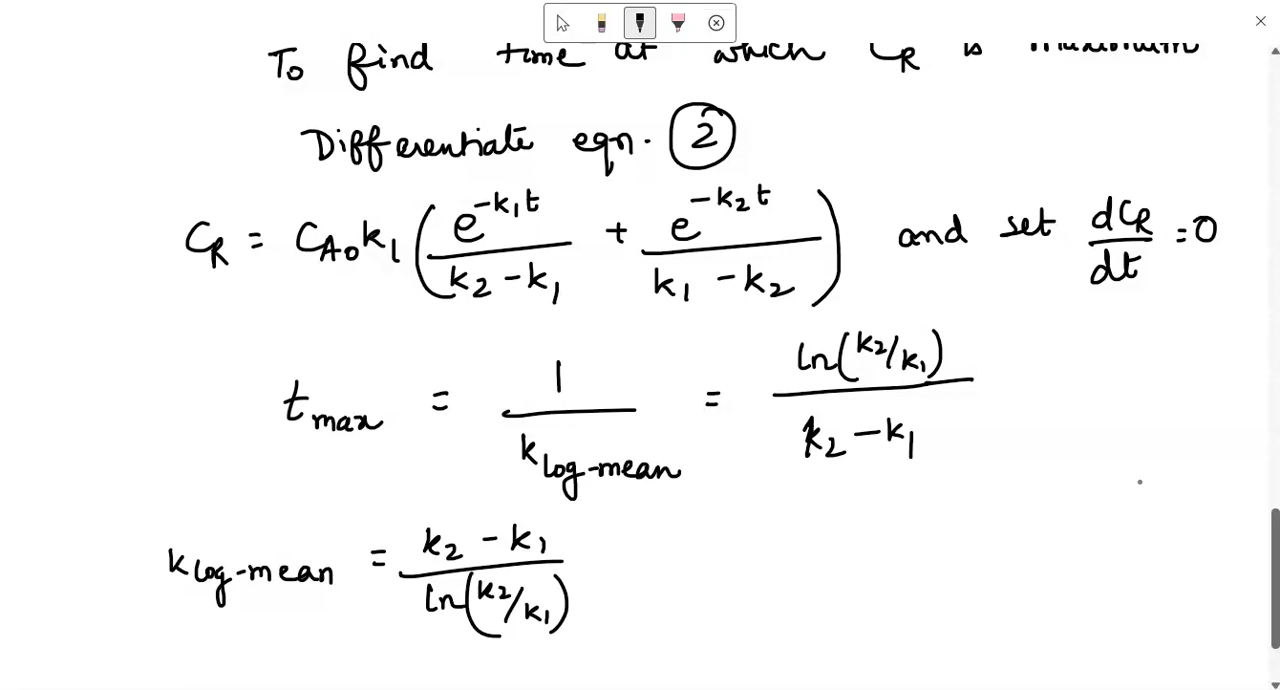 To find time at which C_R is maximum
Differentiate eqn. ②
C_R = C_A0 k_1 ( e^{-k_1 t} / (k_2 - k_1) + e^{-k_2 t} / (k_1 - k_2) ) and set dC_R/dt = 0
t_max = 1 / k_log-mean = ln(k_2/k_1) / (k_2 - k_1)
k_log-mean = (k_2 - k_1) / ln(k_2/k_1)